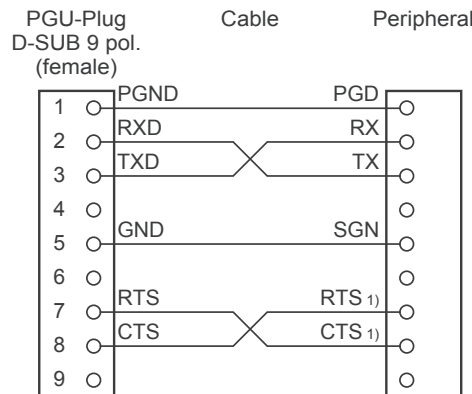 PGU-Plug Cable Peripheral
D-SUB 9 pol.
(female)
1 PGND PGD
2 RXD RX
3 TXD TX
4
5 GND SGN
6
7 RTS RTS 1)
8 CTS CTS 1)
9